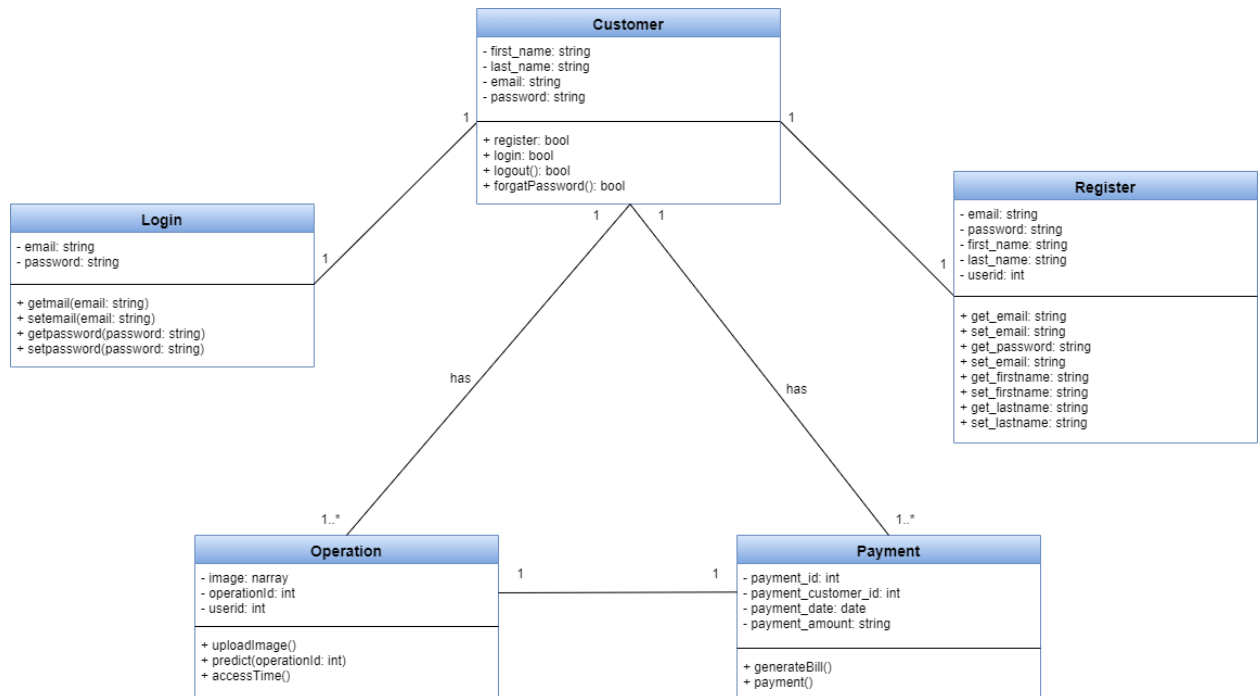 Customer
- first_name: string
- last_name: string
- email: string
- password: string
+ register: bool
+ login: bool
+ logout(): bool
+ forgatPassword(): bool
1
1
1
1
Login
- email: string
- password: string
+ getmail(email: string)
+ setemail(email: string)
+ getpassword(password: string)
+ setpassword(password: string)
1
Register
- email: string
- password: string
- first_name: string
- last_name: string
- userid: int
+ get_email: string
+ set_email: string
+ get_password: string
+ set_email: string
+ get_firstname: string
+ set_firstname: string
+ get_lastname: string
+ set_lastname: string
1
has
has
1..*
1..*
Operation
- image: narray
- operationId: int
- userid: int
+ uploadImage()
+ predict(operationId: int)
+ accessTime()
1
1
Payment
- payment_id: int
- payment_customer_id: int
- payment_date: date
- payment_amount: string
+ generateBill()
+ payment()